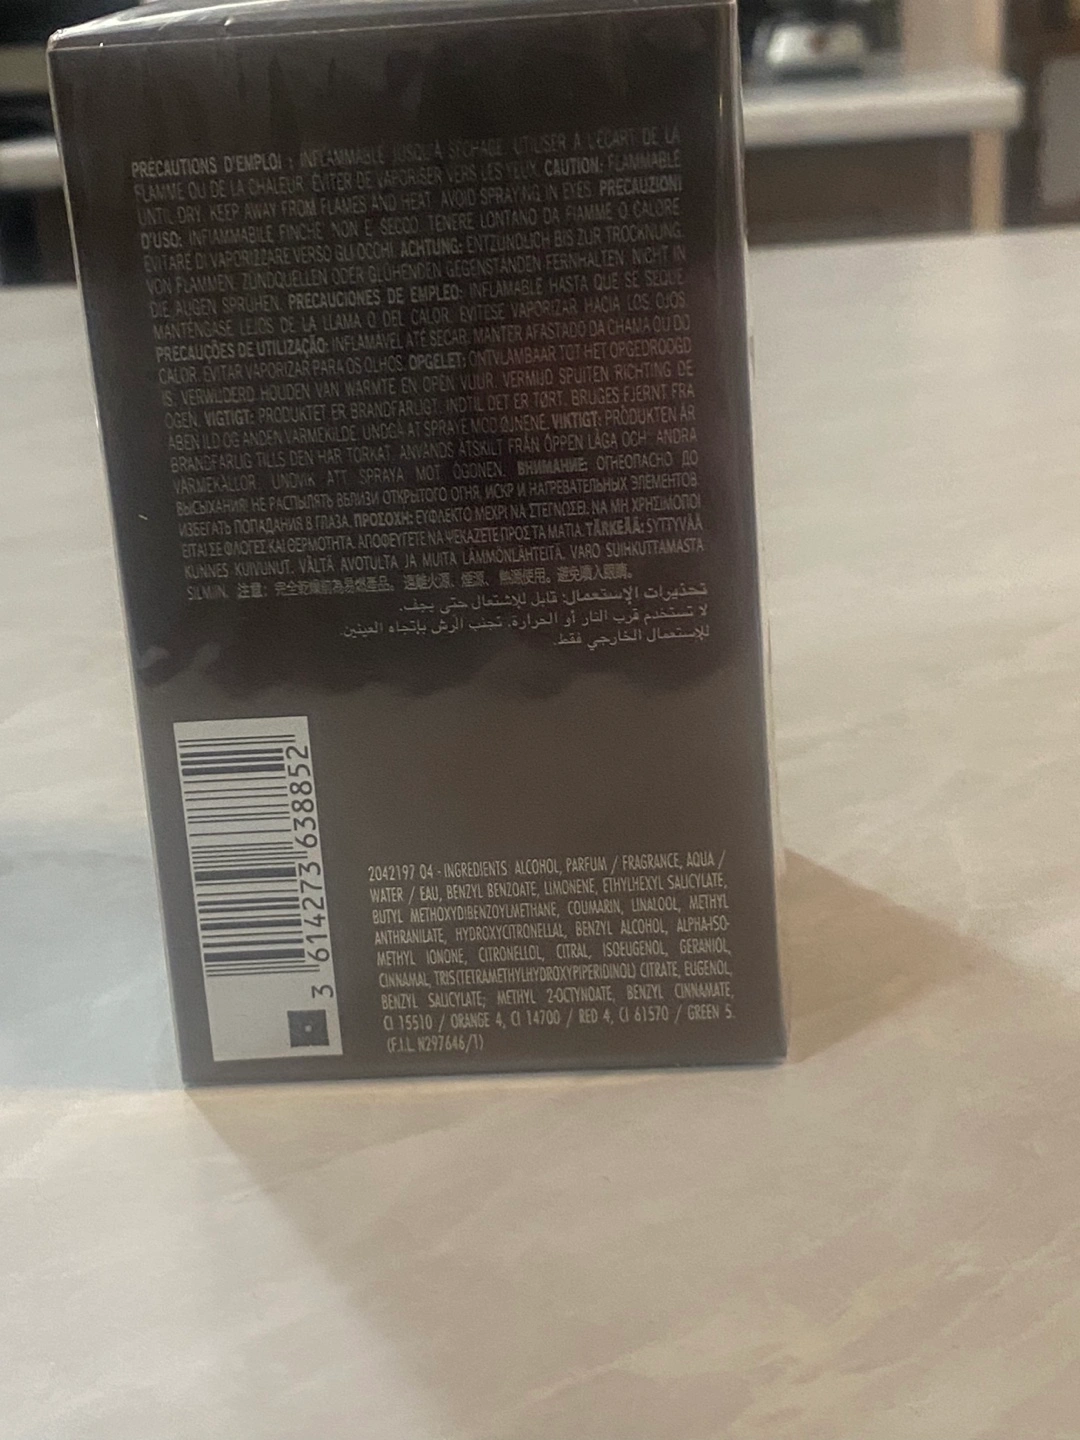 PRÉCAUTIONS D'EMPLOI : INFLAMMABLE JUSQU'À SÉCHAGE. UTILISER À L'ÉCART DE LA
FLAMME OU DE LA CHALEUR. ÉVITER DE VAPORISER VERS LES YEUX. CAUTION: FLAMMABLE
UNTIL DRY. KEEP AWAY FROM FLAMES AND HEAT. AVOID SPRAYING IN EYES. PRECAUZIONI
D'USO: INFIAMMABILE FINCHÉ NON È SECCO. TENERE LONTANO DA FIAMME O CALORE.
EVITARE DI VAPORIZZARE VERSO GLI OCCHI. ACHTUNG: ENTZÜNDLICH BIS ZUR TROCKNUNG.
VON FLAMMEN, ZÜNDQUELLEN ODER GLÜHENDEN GEGENSTÄNDEN FERNHALTEN. NICHT IN
DIE AUGEN SPRÜHEN. PRECAUCIONES DE EMPLEO: INFLAMABLE HASTA QUE SE SEQUE
MANTÉNGASE LEJOS DE LA LLAMA O DEL CALOR. EVÍTESE VAPORIZAR HACIA LOS OJOS.
PRECAUÇÕES DE UTILIZAÇÃO: INFLAMÁVEL ATÉ SECAR. MANTER AFASTADO DA CHAMA OU DO
CALOR. EVITAR VAPORIZAR PARA OS OLHOS. OPGELET: ONTVLAMBAAR TOT HET OPGEDROOGD
IS. VERWIJDERD HOUDEN VAN WARMTE EN OPEN VUUR. VERMIJD SPUITEN RICHTING DE
OGEN. VIGTIGT: PRODUKTET ER BRANDFARLIGT, INDTIL DET ER TØRT. BRUGES FJERNT FRA
ÅBEN ILD OG ANDEN VARMEKILDE. UNDGÅ AT SPRAYE MOD ØJNENE. VIKTIGT: PRODUKTEN ÄR
BRANDFARLIG TILLS DEN HAR TORKAT. ANVÄNDS ÅTSKILT FRÅN ÖPPEN LÅGA OCH ANDRA
VÄRMEKÄLLOR. UNDVIK ATT SPRAYA MOT ÖGONEN. ВНИМАНИЕ: ОГНЕОПАСНО ДО
ВЫСЫХАНИЯ! НЕ РАСПЫЛЯТЬ ВБЛИЗИ ОТКРЫТОГО ОГНЯ, ИСКР И НАГРЕВАТЕЛЬНЫХ ЭЛЕМЕНТОВ.
ИЗБЕГАТЬ ПОПАДАНИЯ В ГЛАЗА. ΠΡΟΣΟΧΗ: ΕΥΦΛΕΚΤΟ ΜΕΧΡΙ ΝΑ ΣΤΕΓΝΩΣΕΙ. ΝΑ ΜΗ ΧΡΗΣΙΜΟΠΟΙ
ΕΙΤΑΙ ΣΕ ΦΛΟΓΕΣ ΚΑΙ ΘΕΡΜΟΤΗΤΑ. ΑΠΟΦΕΥΓΕΤΕ ΝΑ ΨΕΚΑΖΕΤΕ ΠΡΟΣ ΤΑ ΜΑΤΙΑ. TÄRKEÄÄ: SYTTYVÄÄ
KUNNES KUIVUNUT. VÄLTÄ AVOTULTA JA MUITA LÄMMÖNLÄHTEITÄ. VARO SUIHKUTTAMASTA
SILMIIN. 注意: 完全乾燥前為易燃產品。遠離火源、煙源、熱源使用。避免噴入眼睛。
تحذيرات الإستعمال: قابل للإشتعال حتى يجف.
لا تستخدم قرب النار أو الحرارة. تجنب الرش بإتجاه العينين.
للإستعمال الخارجي فقط.
3 614273 638852
2042197 04 - INGREDIENTS ALCOHOL, PARFUM / FRAGRANCE, AQUA /
WATER / EAU, BENZYL BENZOATE, LIMONENE, ETHYLHEXYL SALICYLATE,
BUTYL METHOXYDIBENZOYLMETHANE, COUMARIN, LINALOOL, METHYL
ANTHRANILATE, HYDROXYCITRONELLAL, BENZYL ALCOHOL, ALPHA-ISO-
METHYL IONONE, CITRONELLOL, CITRAL, ISOEUGENOL, GERANIOL,
CINNAMAL, TRIS(TETRAMETHYLHYDROXYPIPERIDINOL) CITRATE, EUGENOL,
BENZYL SALICYLATE, METHYL 2-OCTYNOATE, BENZYL CINNAMATE,
CI 15510 / ORANGE 4, CI 14700 / RED 4, CI 61570 / GREEN 5.
(F.I.L. N297646/1)